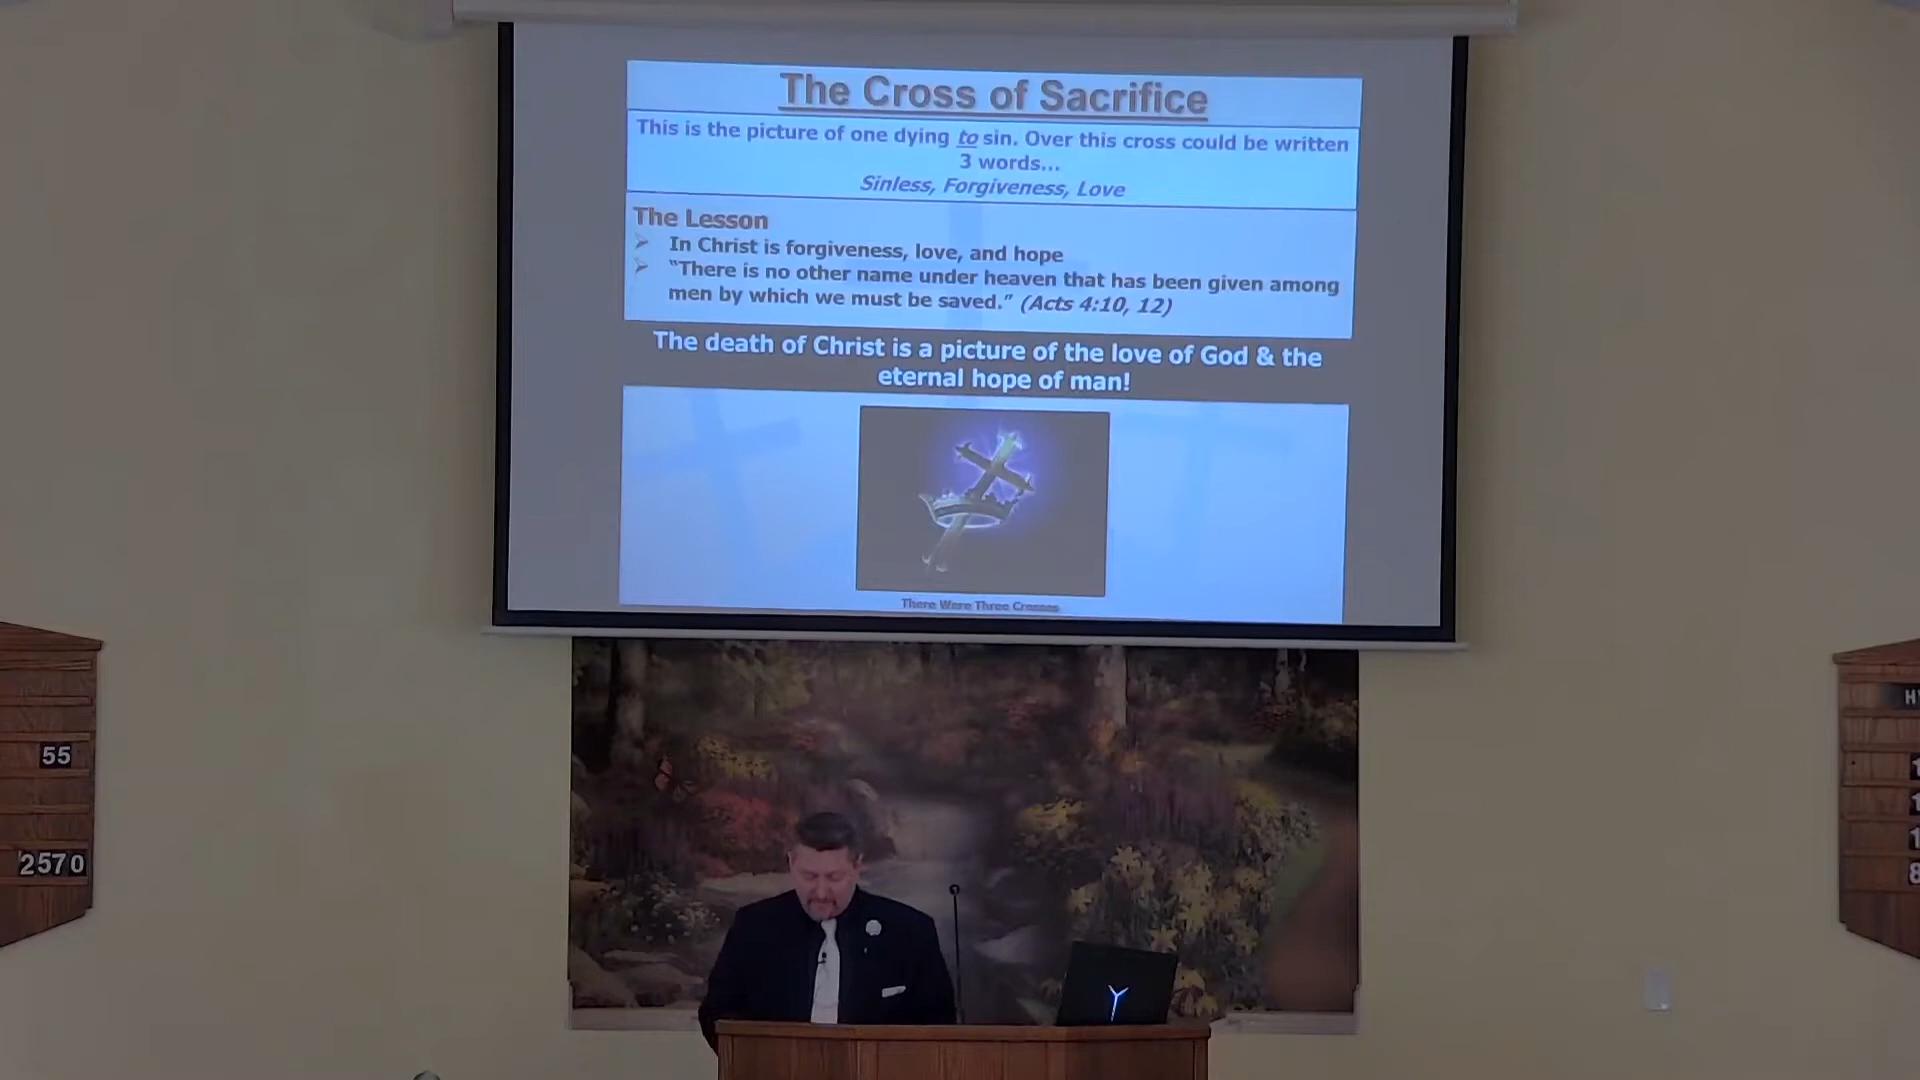 The Cross of Sacrifice
This is the picture of one dying to sin. Over this cross could be written
3 words...
Sinless, Forgiveness, Love
The Lesson
➢ In Christ is forgiveness, love, and hope
➢ "There is no other name under heaven that has been given among
men by which we must be saved." (Acts 4:10, 12)
The death of Christ is a picture of the love of God & the
eternal hope of man!
There Were Three Crosses
55
2570